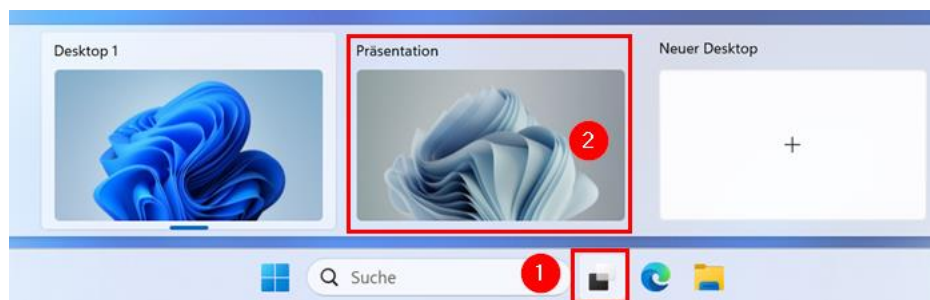 Desktop 1
Präsentation
Neuer Desktop
2
Suche
1